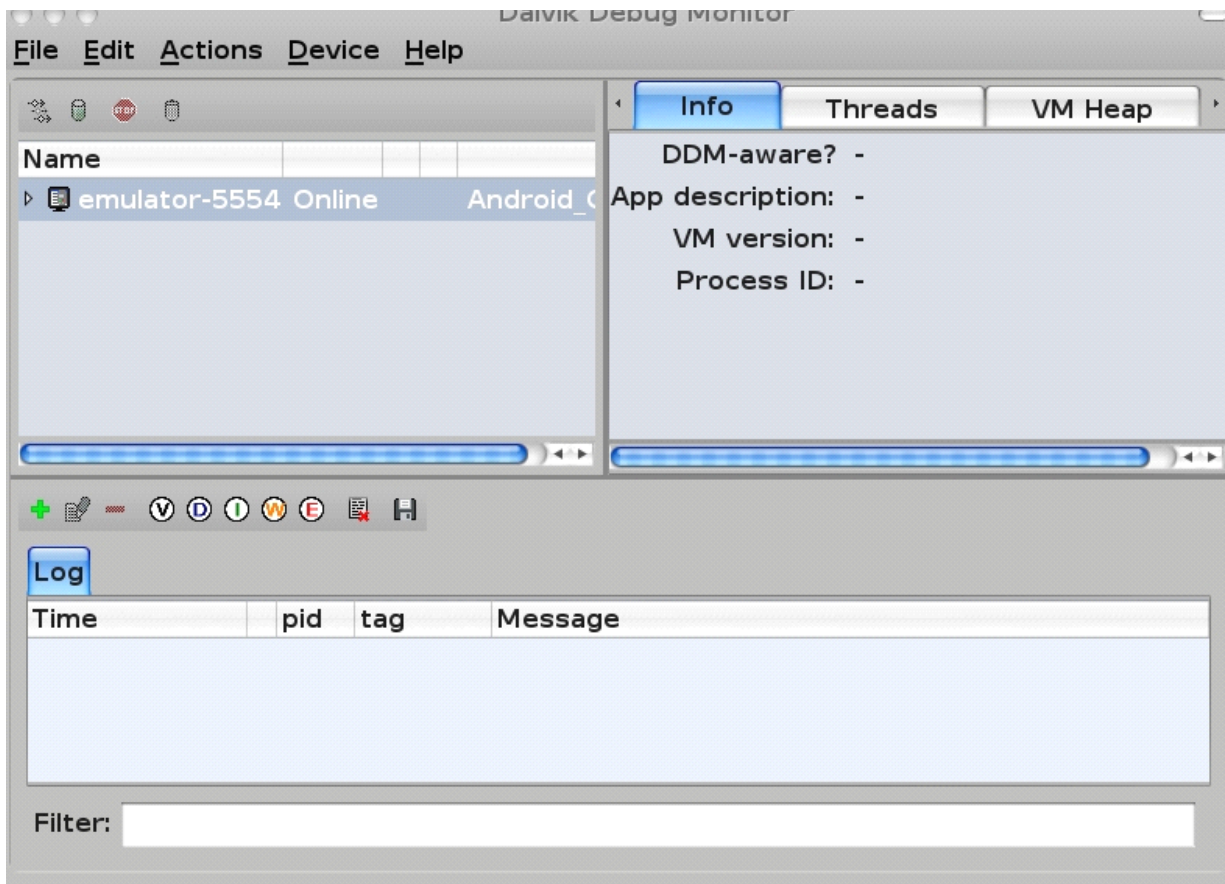 Dalvik Debug Monitor
File Edit Actions Device Help
STOP
Info Threads VM Heap
Name
emulator-5554 Online Android_
DDM-aware? -
App description: -
VM version: -
Process ID: -
V D I W E
Log
Time pid tag Message
Filter: